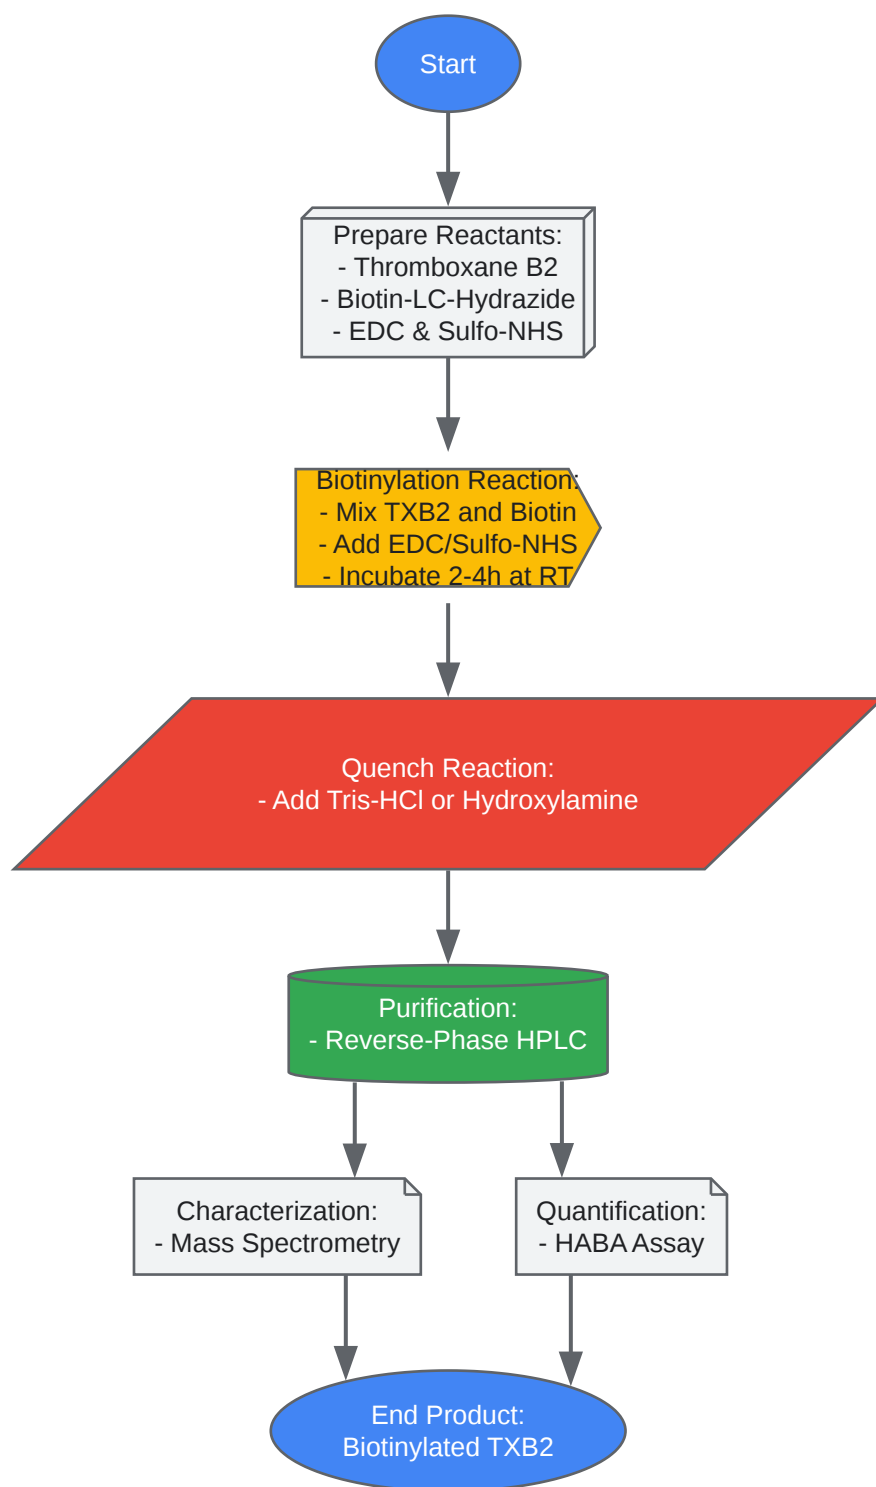 Start
Prepare Reactants:
- Thromboxane B2
- Biotin-LC-Hydrazide
- EDC & Sulfo-NHS
Biotinylation Reaction:
- Mix TXB2 and Biotin
- Add EDC/Sulfo-NHS
- Incubate 2-4h at RT
Quench Reaction:
- Add Tris-HCl or Hydroxylamine
Purification:
- Reverse-Phase HPLC
Characterization:
- Mass Spectrometry
Quantification:
- HABA Assay
End Product:
Biotinylated TXB2